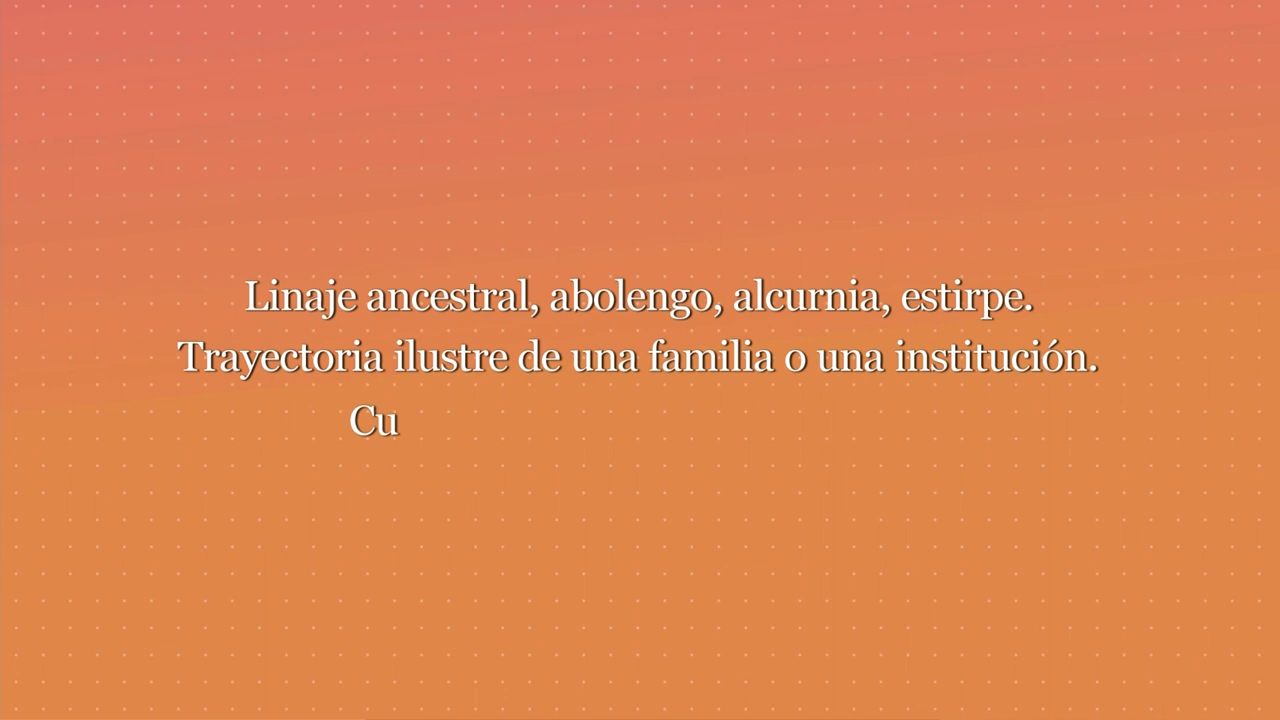 Linaje ancestral, abolengo, alcurnia, estirpe.
Trayectoria ilustre de una familia o una institución.
Cu